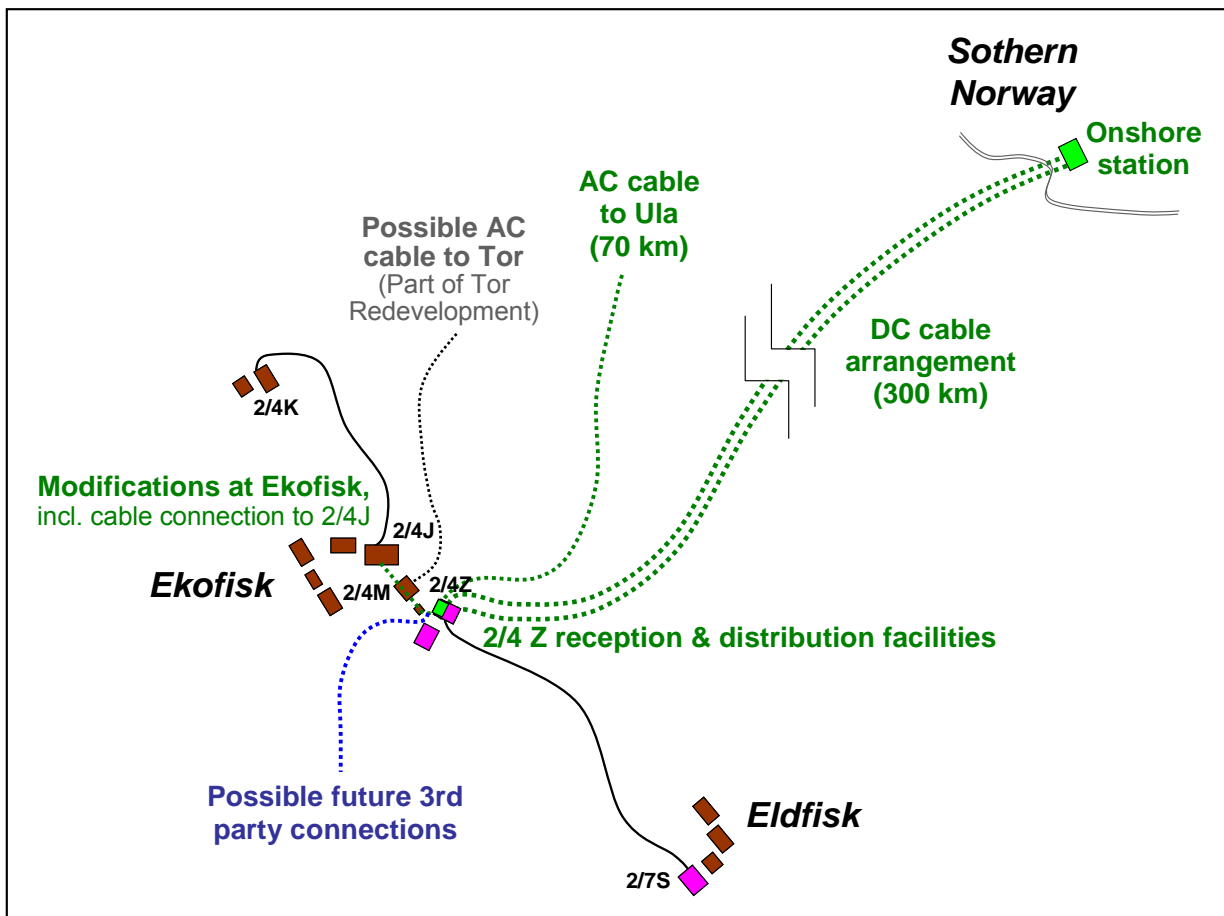 Sothern
Norway
Onshore
station
AC cable
to Ula
(70 km)
Possible AC
cable to Tor
(Part of Tor
Redevelopment)
DC cable
arrangement
(300 km)
2/4K
Modifications at Ekofisk,
incl. cable connection to 2/4J
2/4J
Ekofisk
2/4M
2/4Z
2/4 Z reception & distribution facilities
Possible future 3rd
party connections
Eldfisk
2/7S